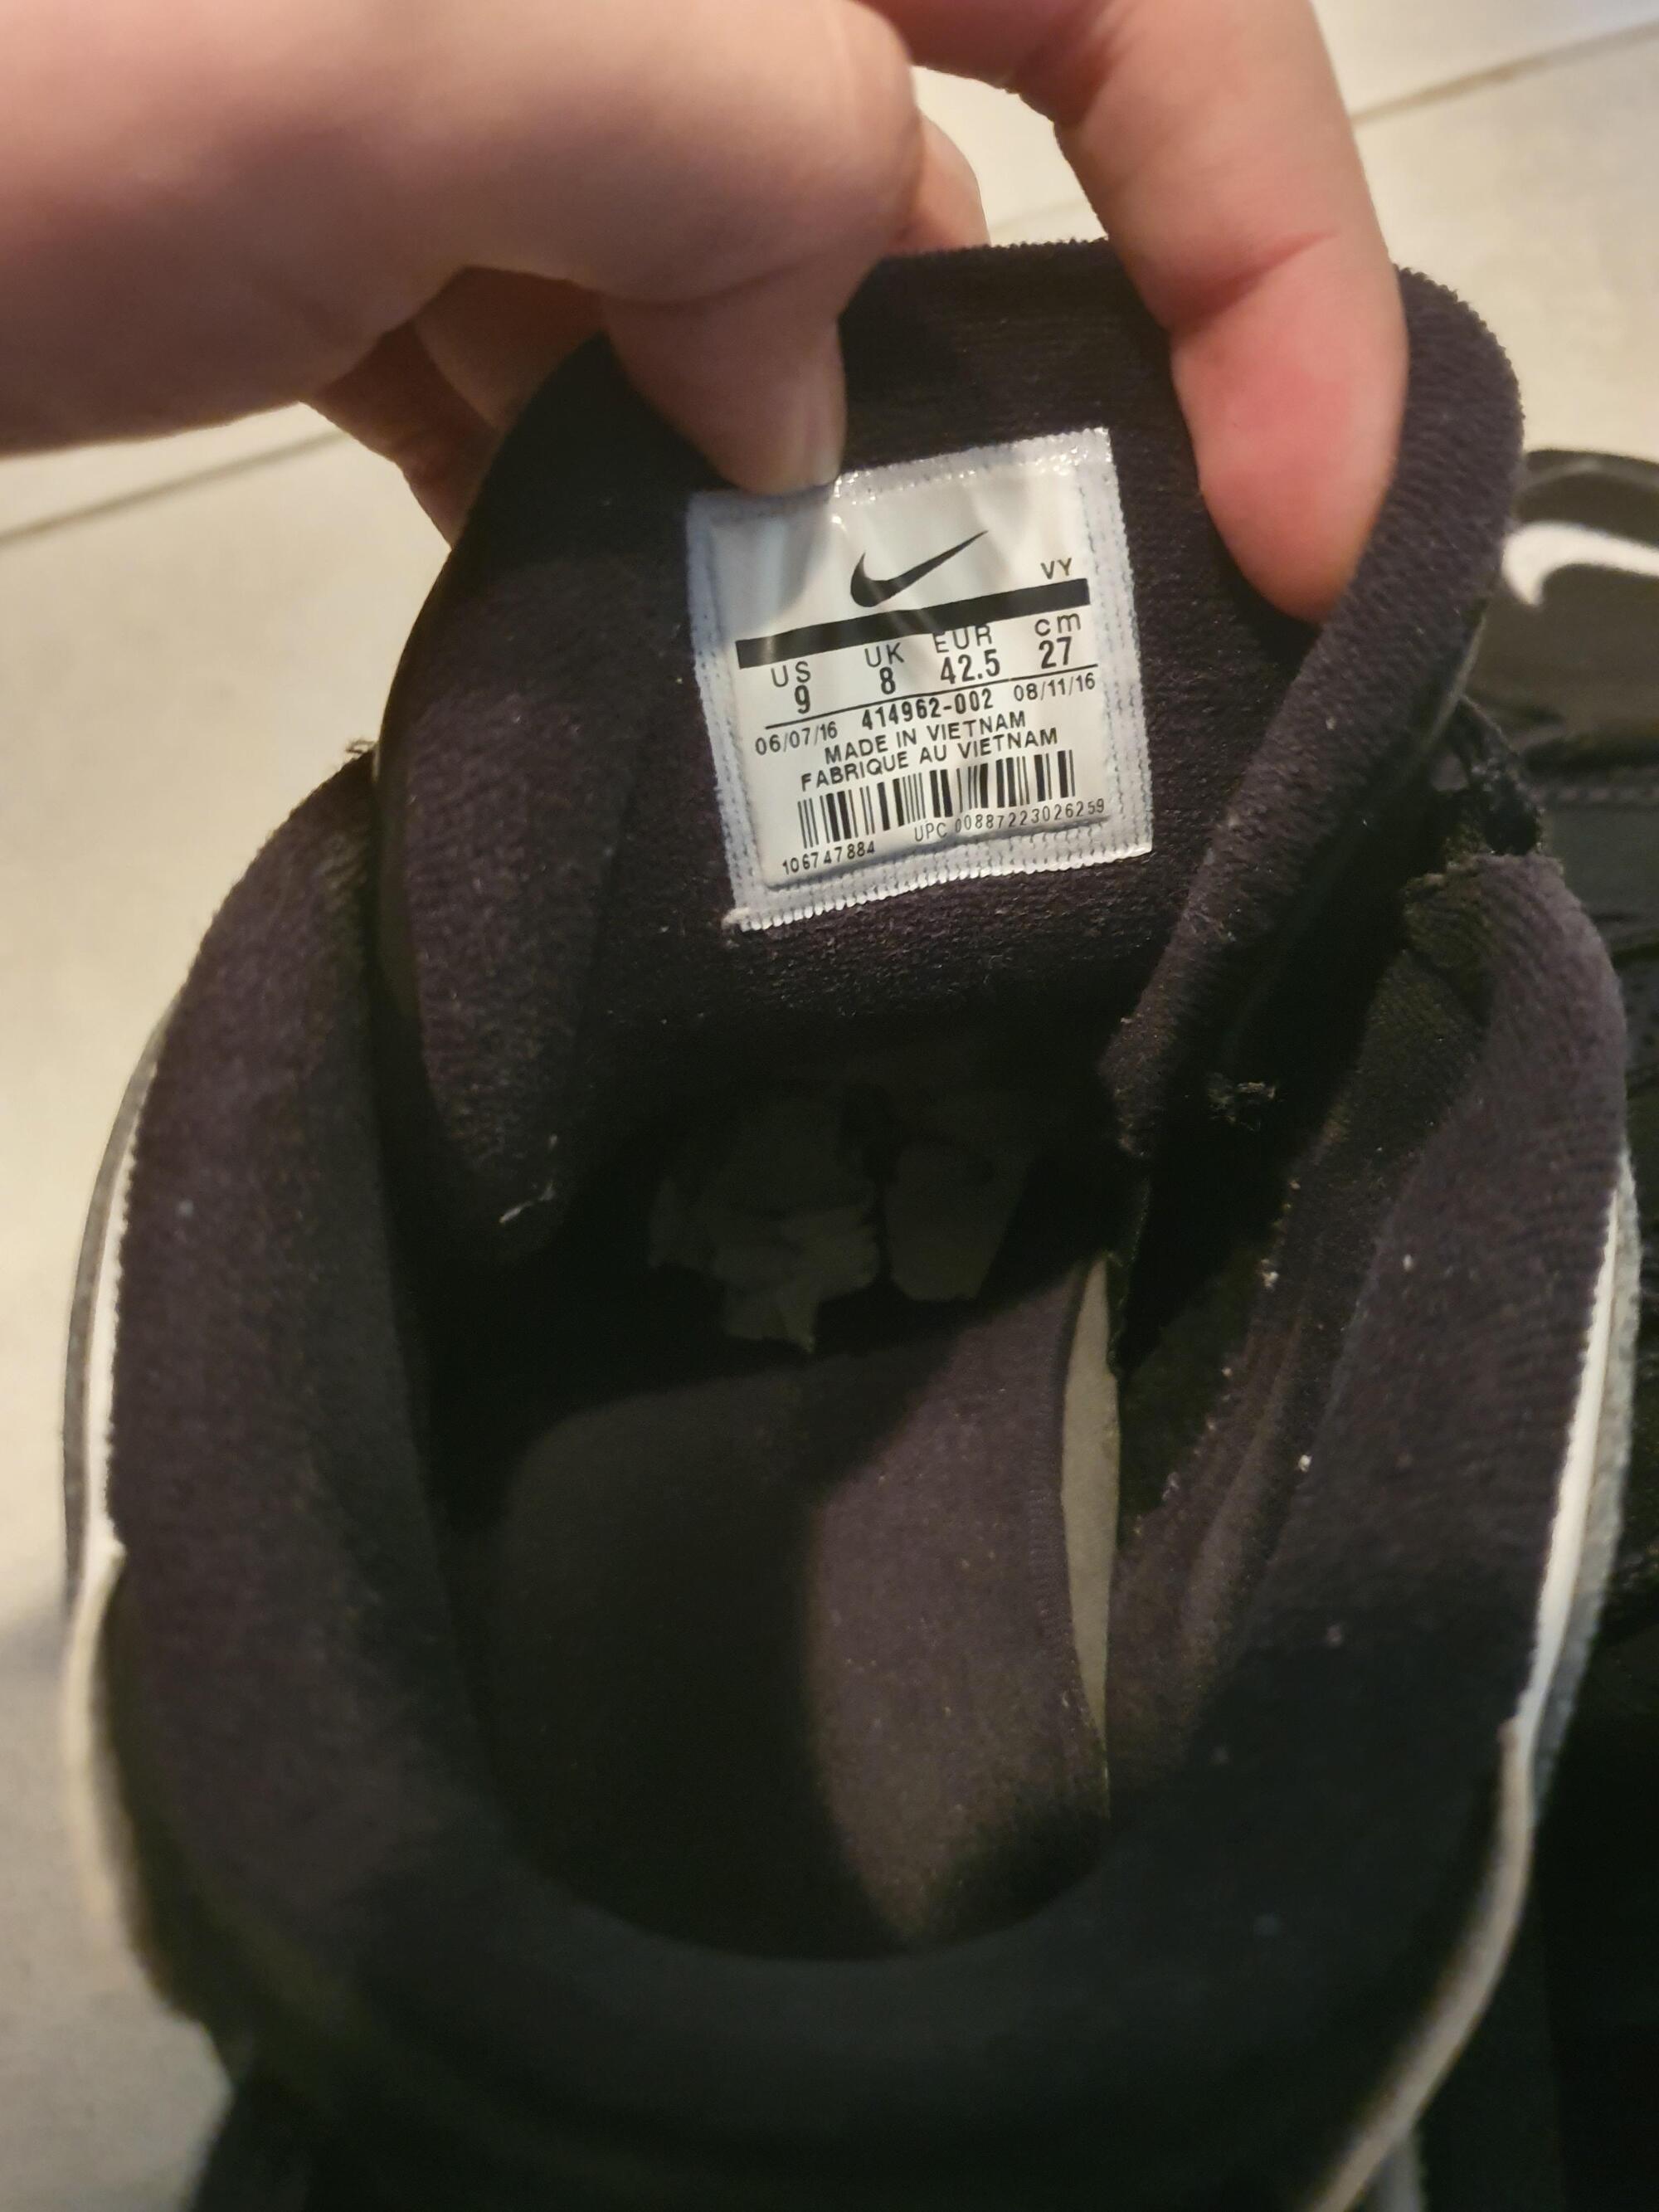 VY
US UK EUR cm
9 8 42.5 27
06/07/16 414962-002 08/11/16
MADE IN VIETNAM
FABRIQUE AU VIETNAM
UPC 00887223026259
106747884